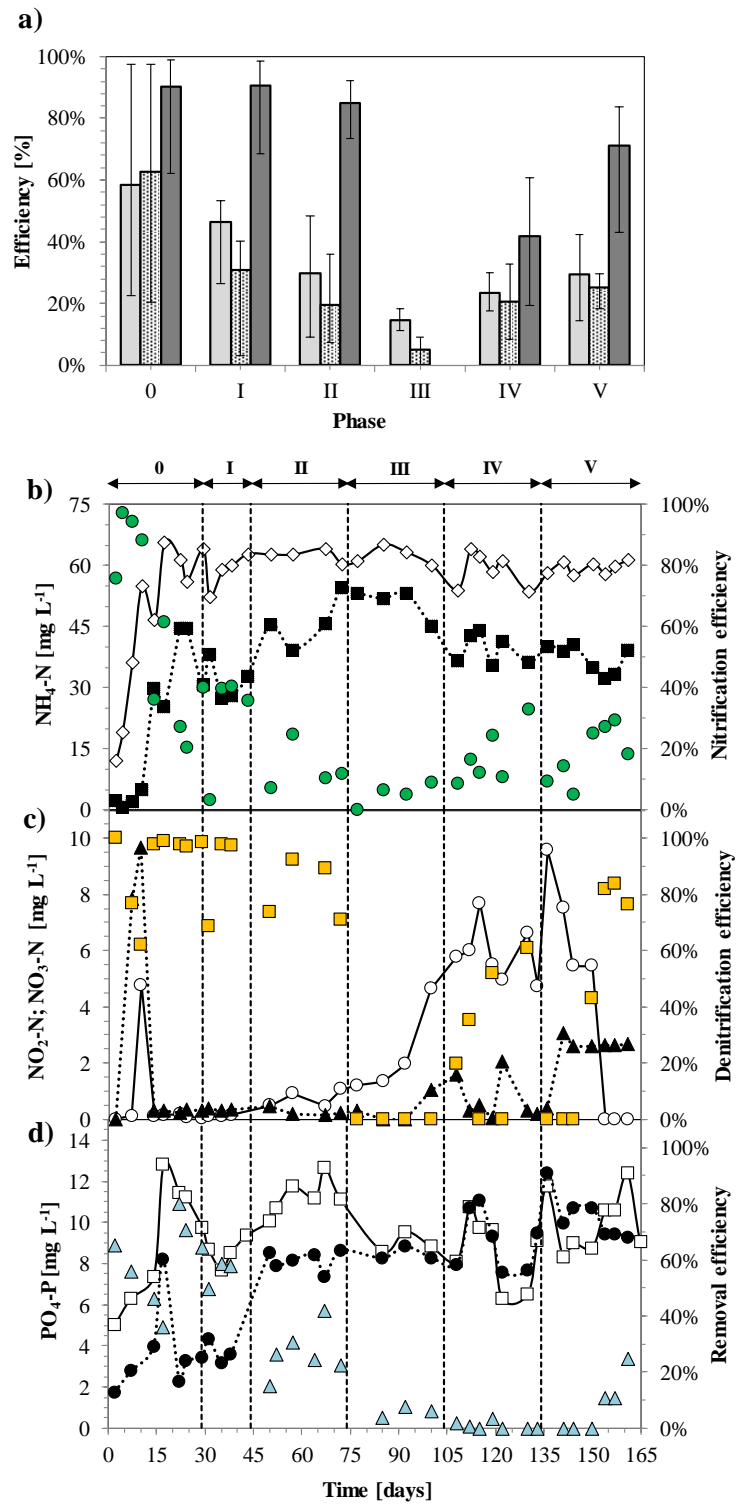 a)
100%
80%
60%
40%
20%
0%
Efficiency [%]
0 I II III IV V
Phase
0 I II III IV V
b)
75
60
45
30
15
0
NH4-N [mg L-1]
100%
80%
60%
40%
20%
0%
Nitrification efficiency
c)
10
8
6
4
2
0
NO2-N; NO3-N [mg L-1]
100%
80%
60%
40%
20%
0%
Denitrification efficiency
d)
14
12
10
8
6
4
2
0
PO4-P [mg L-1]
100%
80%
60%
40%
20%
0%
Removal efficiency
0 15 30 45 60 75 90 105 120 135 150 165
Time [days]